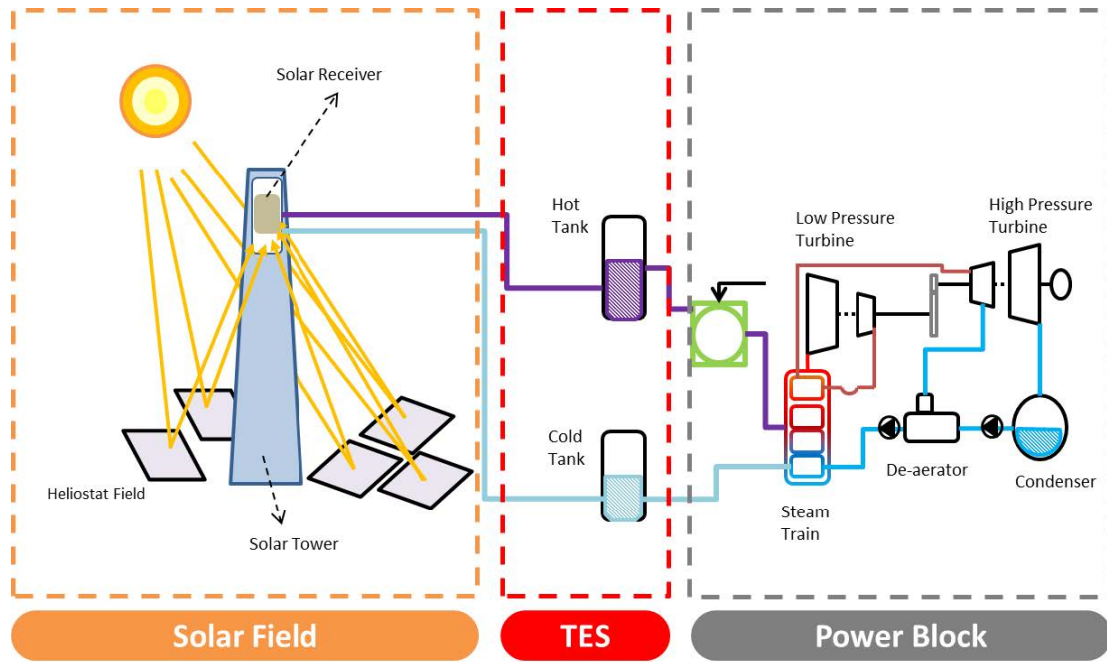 Solar Receiver
Heliostat Field
Solar Tower
Hot
Tank
Cold
Tank
Low Pressure
Turbine
High Pressure
Turbine
De-aerator
Condenser
Steam
Train
Solar Field
TES
Power Block